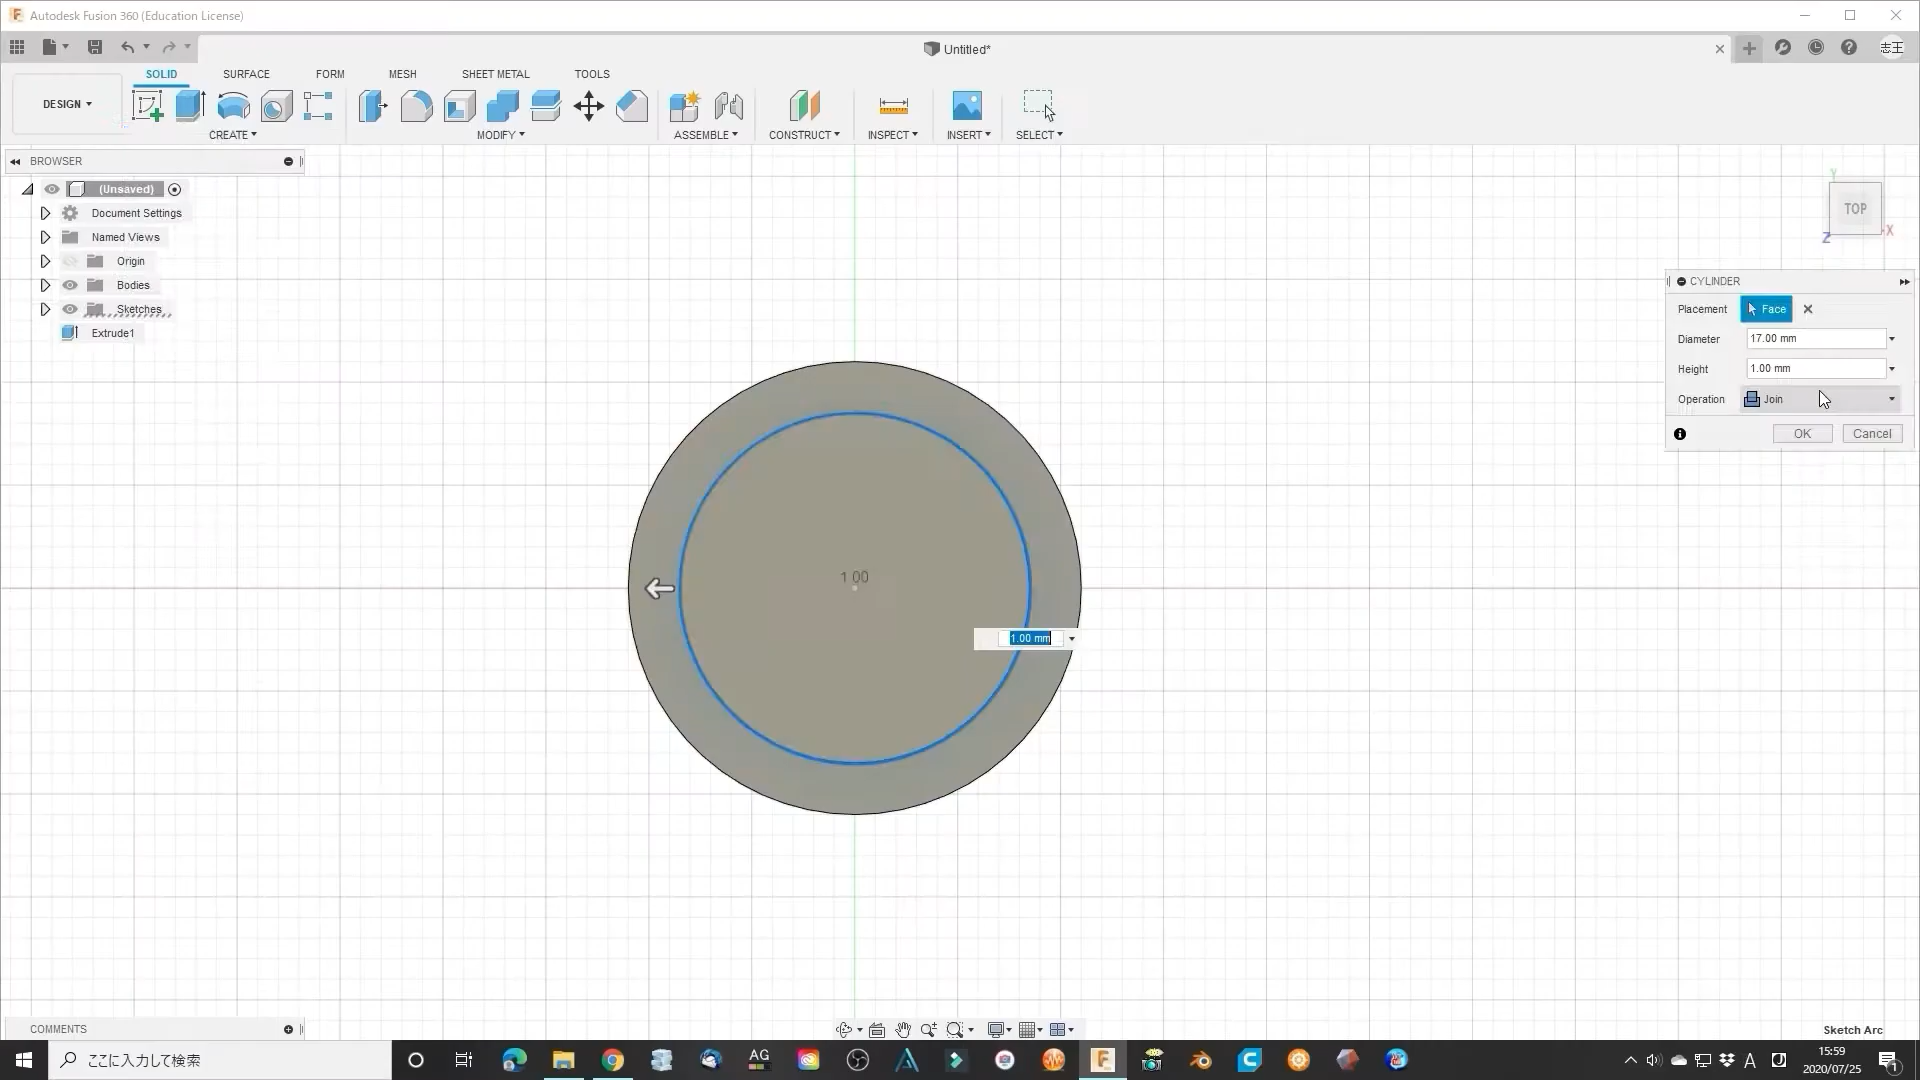 Autodesk Fusion 360 (Education License)
Untitled*
志王
DESIGN
SOLID SURFACE FORM MESH SHEET METAL TOOLS
CREATE MODIFY ASSEMBLE CONSTRUCT INSPECT INSERT SELECT
BROWSER
(Unsaved)
Document Settings
Named Views
Origin
Bodies
Sketches
Extrude1
Y
TOP
Z
X
CYLINDER
Placement Face
Diameter 17.00 mm
Height 1.00 mm
Operation Join
OK Cancel
1.00
1.00 mm
COMMENTS
Sketch Arc
ここに入力して検索
AG
A
15:59
2020/07/25
1